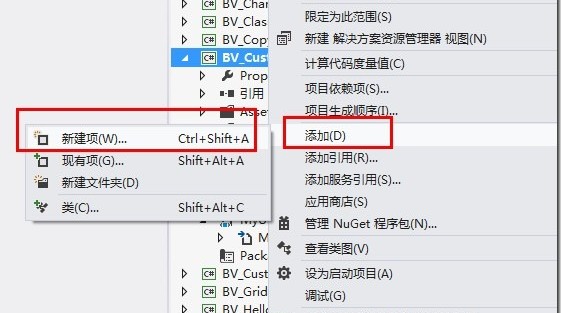 BV_Char
BV_Clas
BV_Cop
BV_Cust
Prop
引用
Asse
新建项(W)... Ctrl+Shift+A
现有项(G)... Shift+Alt+A
新建文件夹(D)
类(C)... Shift+Alt+C
M
Pack
BV_Cust
BV_Grid
BV_Hello
限定为此范围(S)
新建 解决方案资源管理器 视图(N)
计算代码度量值(C)
项目依赖项(S)...
项目生成顺序(I)...
添加(D)
添加引用(R)...
添加服务引用(S)...
应用商店(S)
管理 NuGet 程序包(N)...
查看类图(V)
设为启动项目(A)
调试(G)